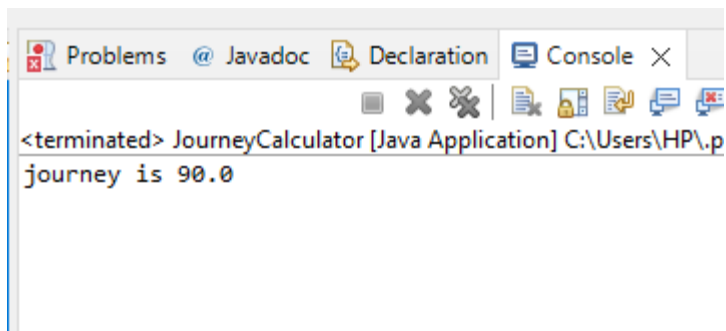 Problems @ Javadoc Declaration Console
<terminated> JourneyCalculator [Java Application] C:\Users\HP\.p
journey is 90.0